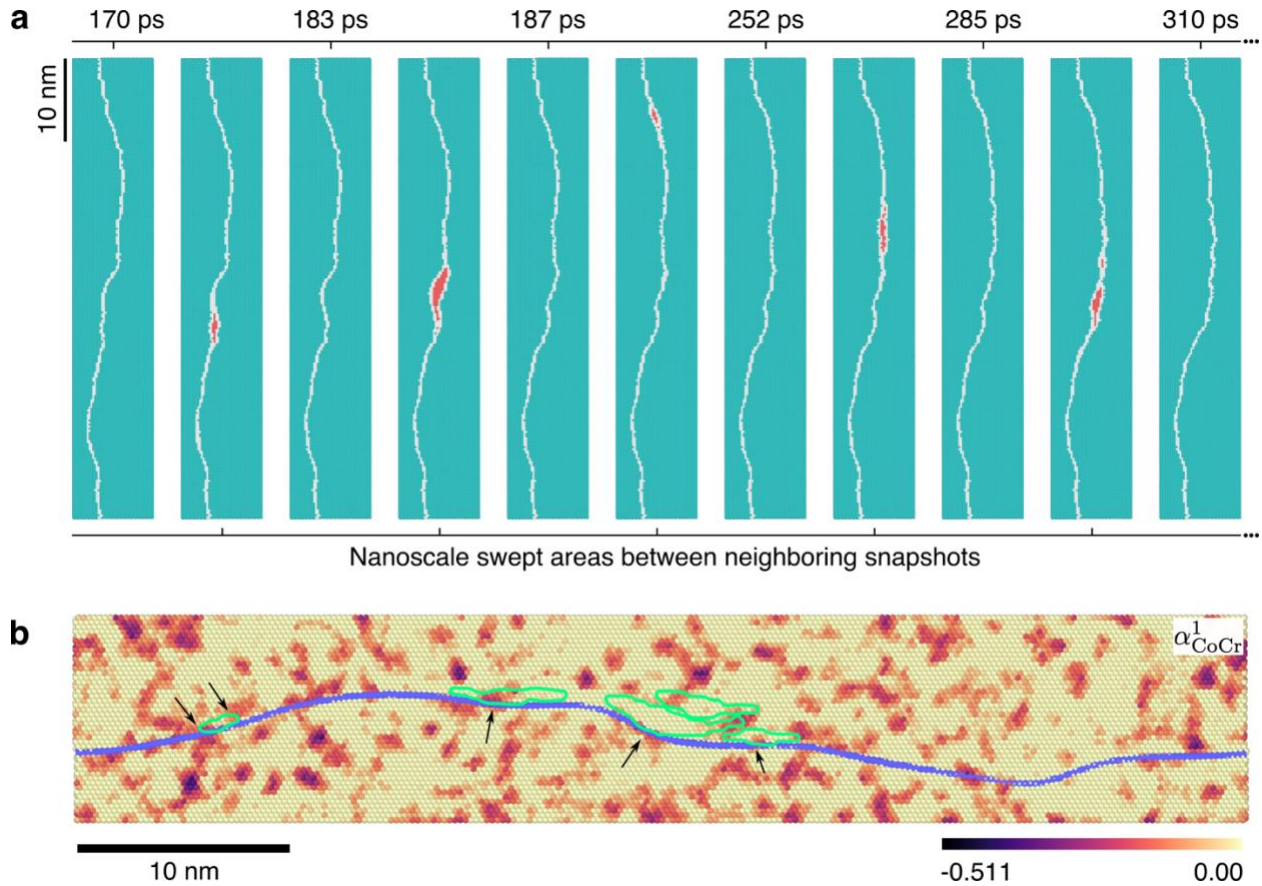 a
170 ps 183 ps 187 ps 252 ps 285 ps 310 ps
10 nm
Nanoscale swept areas between neighboring snapshots
b
α¹CoCr
10 nm
-0.511 0.00